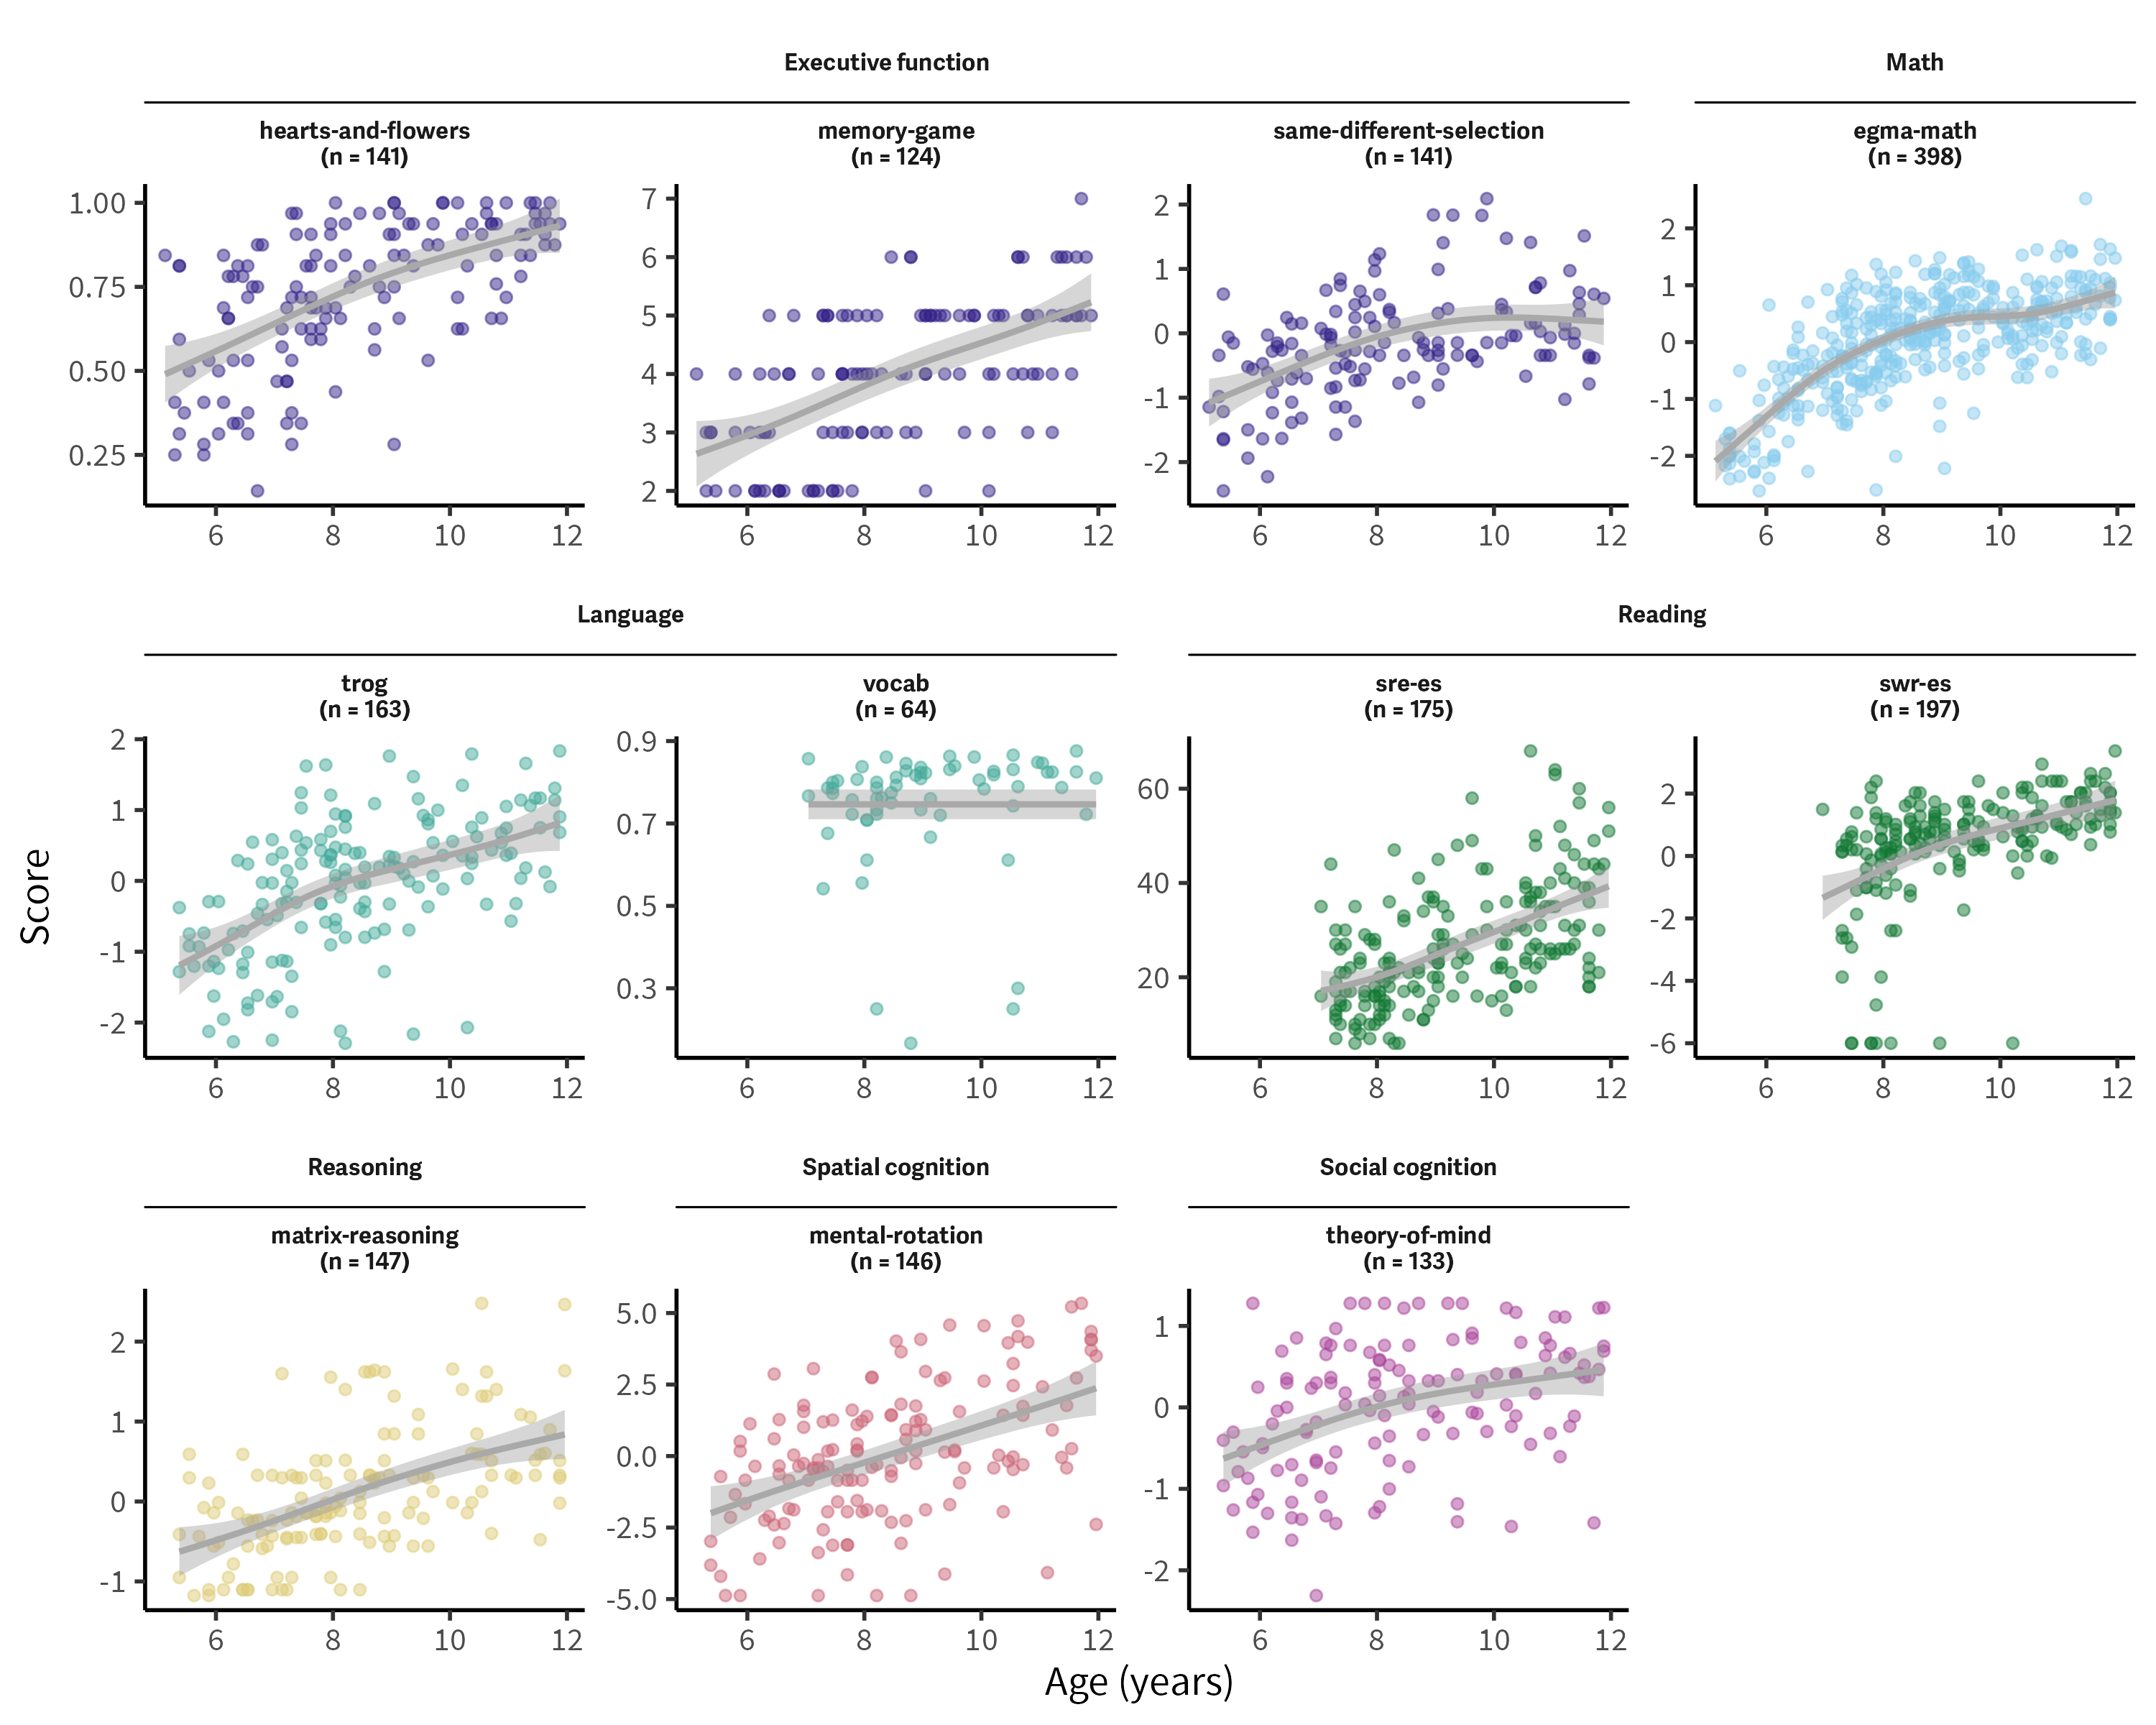 Executive function
Math
hearts-and-flowers
(n = 141)
memory-game
(n = 124)
same-different-selection
(n = 141)
egma-math
(n = 398)
1.00
0.75
0.50
0.25
6 8 10 12
7
6
5
4
3
2
6 8 10 12
2
1
0
-1
-2
6 8 10 12
2
1
0
-1
-2
6 8 10 12
Language
Reading
trog
(n = 163)
vocab
(n = 64)
sre-es
(n = 175)
swr-es
(n = 197)
2
1
0
-1
-2
6 8 10 12
0.9
0.7
0.5
0.3
6 8 10 12
60
40
20
6 8 10 12
2
0
-2
-4
-6
6 8 10 12
Reasoning
Spatial cognition
Social cognition
matrix-reasoning
(n = 147)
mental-rotation
(n = 146)
theory-of-mind
(n = 133)
2
1
0
-1
6 8 10 12
5.0
2.5
0.0
-2.5
-5.0
6 8 10 12
1
0
-1
-2
6 8 10 12
Score
Age (years)